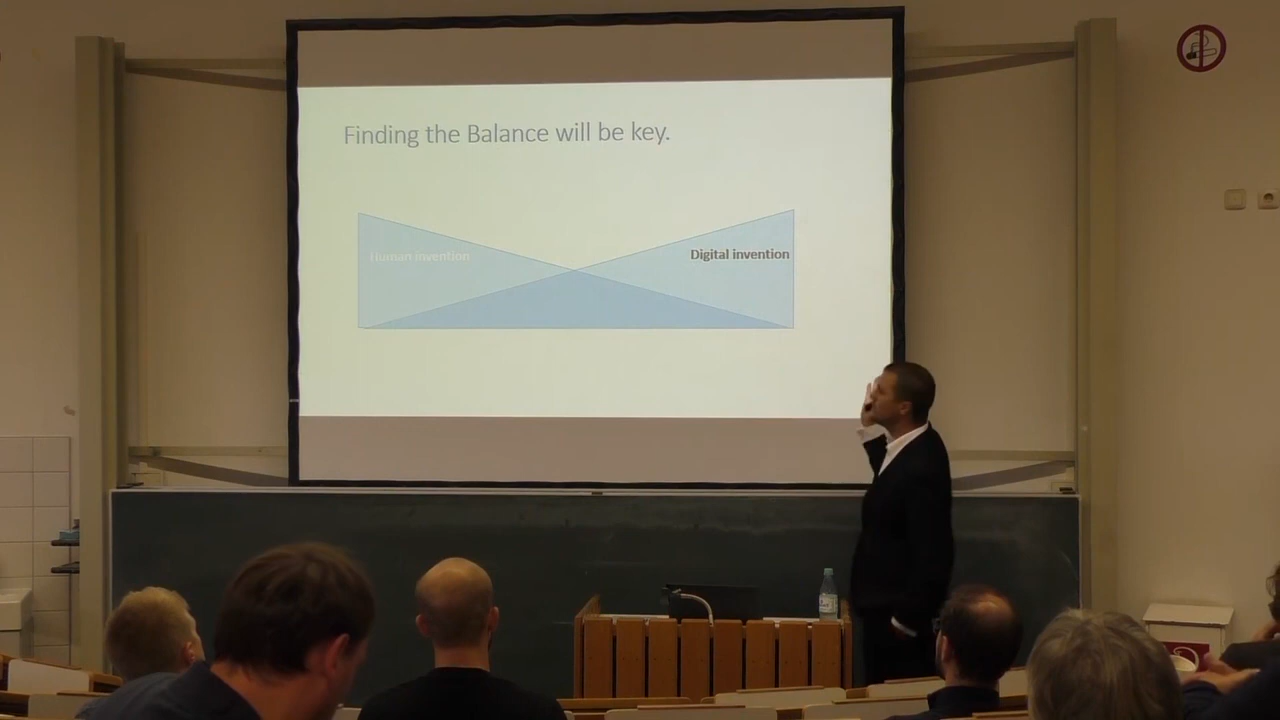 Finding the Balance will be key.
Human invention
Digital invention